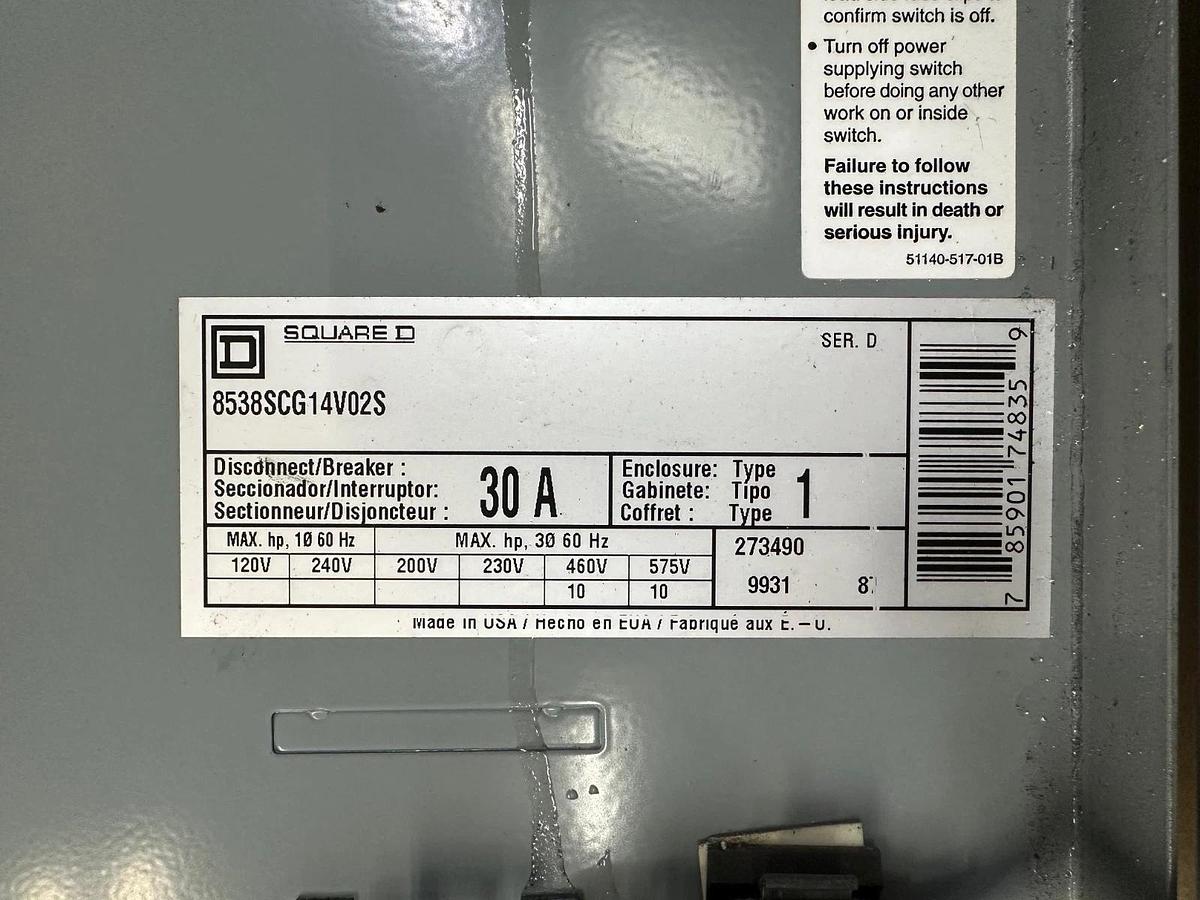 confirm switch is off.
• Turn off power
supplying switch
before doing any other
work on or inside
switch.
Failure to follow
these instructions
will result in death or
serious injury.
51140-517-01B
D SQUARE D
SER. D
8538SCG14V02S
Disconnect/Breaker :
Seccionador/Interruptor:
Sectionneur/Disjoncteur :
30 A
Enclosure: Type
Gabinete: Tipo
Coffret : Type
1
MAX. hp, 1Ø 60 Hz
MAX. hp, 3Ø 60 Hz
120V 240V 200V 230V 460V 575V
10 10
273490
9931
7 85901 74835 9
Made in USA / Hecho en EUA / Fabriqué aux É.-U.